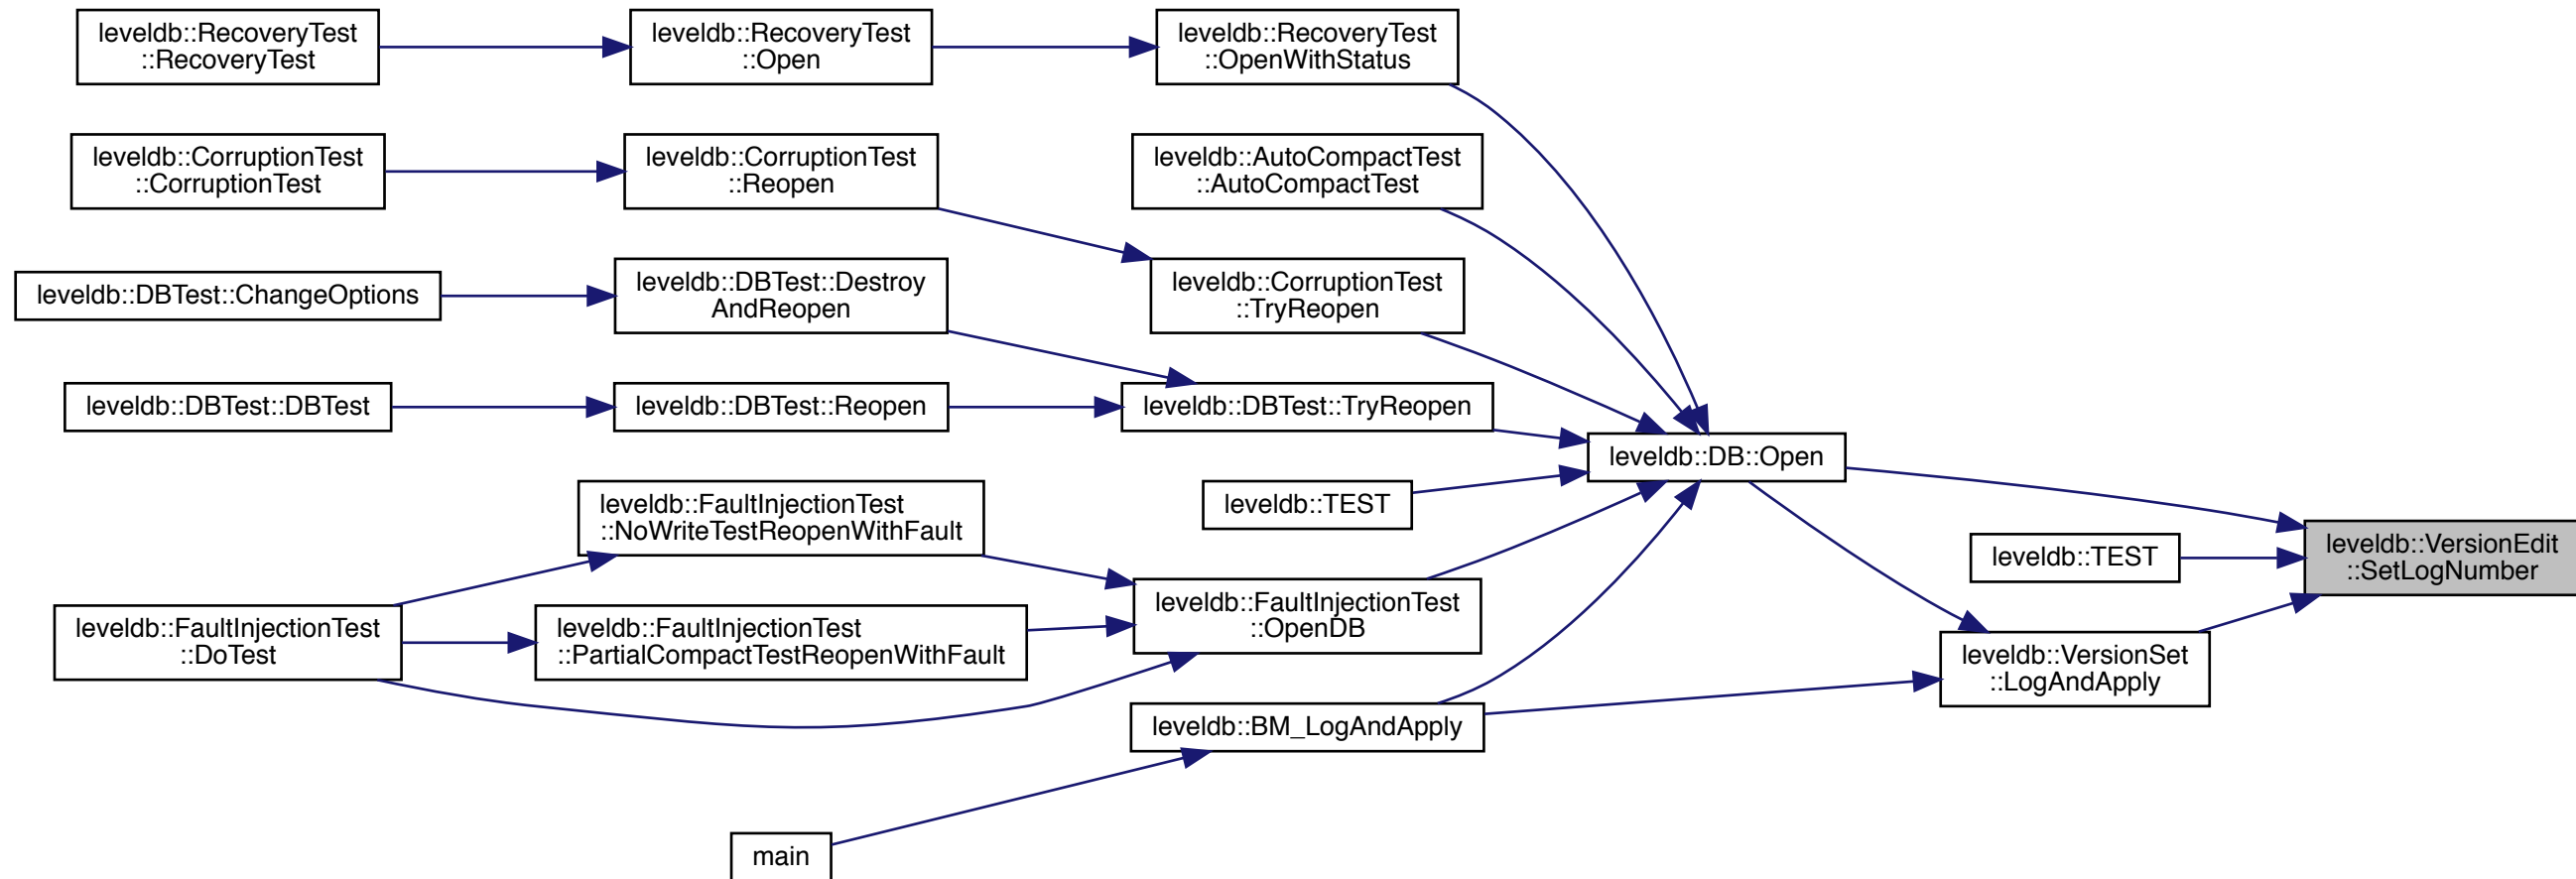 leveldb::RecoveryTest
::RecoveryTest
leveldb::RecoveryTest
::Open
leveldb::RecoveryTest
::OpenWithStatus
leveldb::CorruptionTest
::CorruptionTest
leveldb::CorruptionTest
::Reopen
leveldb::AutoCompactTest
::AutoCompactTest
leveldb::DBTest::ChangeOptions
leveldb::DBTest::Destroy
AndReopen
leveldb::CorruptionTest
::TryReopen
leveldb::DBTest::DBTest
leveldb::DBTest::Reopen
leveldb::DBTest::TryReopen
leveldb::DB::Open
leveldb::FaultInjectionTest
::NoWriteTestReopenWithFault
leveldb::TEST
leveldb::TEST
leveldb::VersionEdit
::SetLogNumber
leveldb::FaultInjectionTest
::DoTest
leveldb::FaultInjectionTest
::PartialCompactTestReopenWithFault
leveldb::FaultInjectionTest
::OpenDB
leveldb::VersionSet
::LogAndApply
leveldb::BM_LogAndApply
main